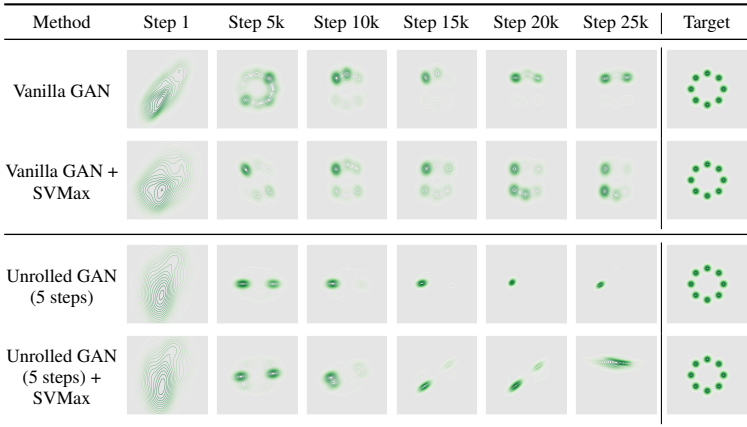 Method Step 1 Step 5k Step 10k Step 15k Step 20k Step 25k Target
Vanilla GAN
Vanilla GAN +
SVMax
Unrolled GAN
(5 steps)
Unrolled GAN
(5 steps) +
SVMax